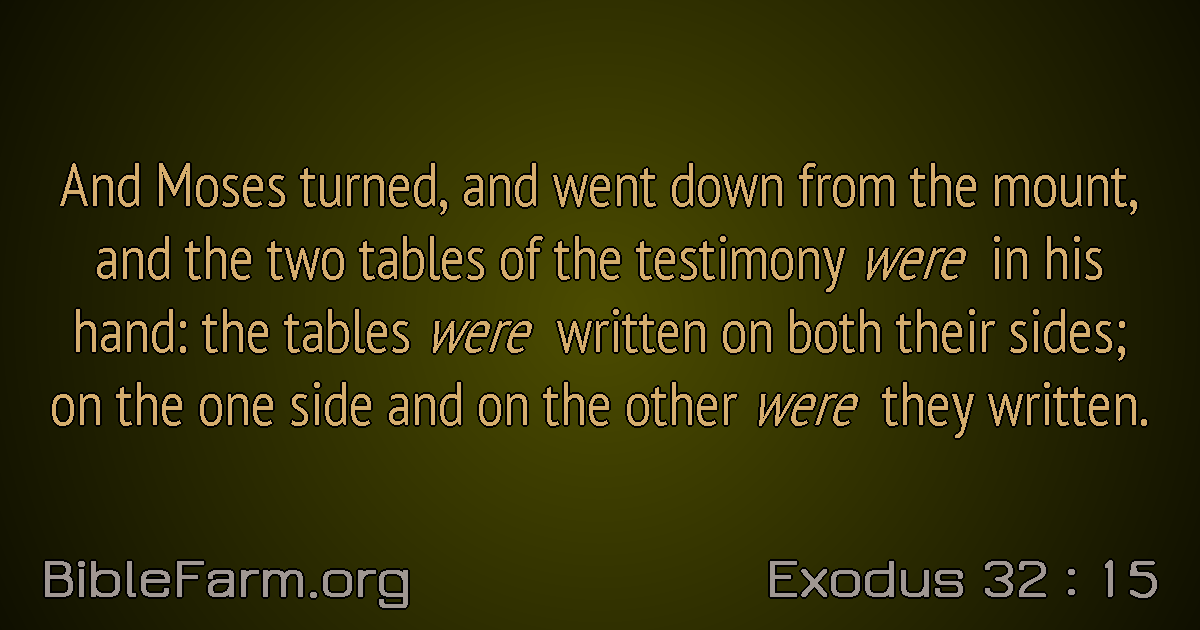 And Moses turned, and went down from the mount,
and the two tables of the testimony were in his
hand: the tables were written on both their sides;
on the one side and on the other were they written.
BibleFarm.org
Exodus 32 : 15